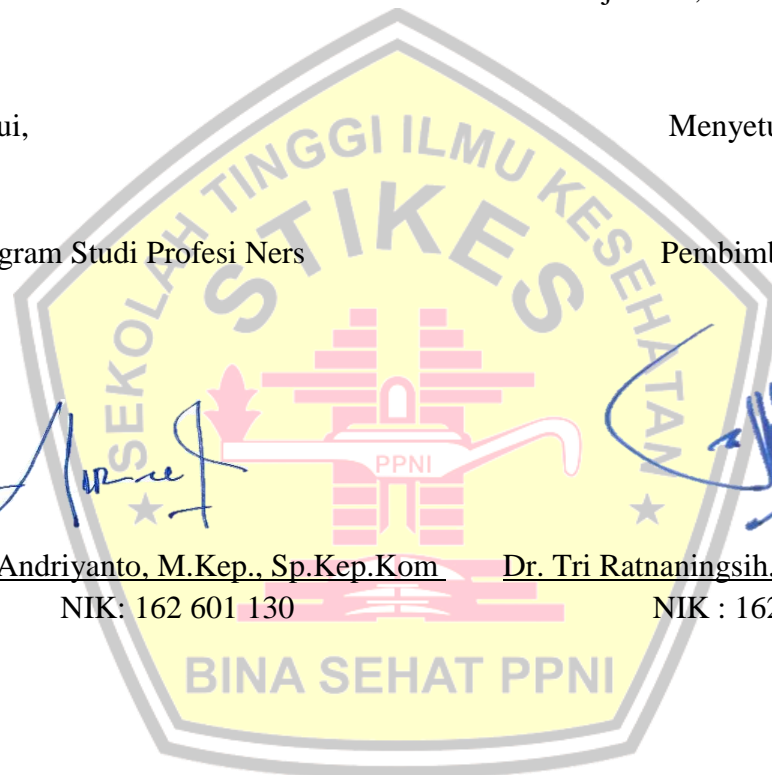 ui,
Menyetu
gram Studi Profesi Ners
Pembimb
Andriyanto, M.Kep., Sp.Kep.Kom
Dr. Tri Ratnaningsih.
NIK: 162 601 130
NIK : 162
SEKOLAH TINGGI ILMU KESEHATAN
STIKES
PPNI
BINA SEHAT PPNI